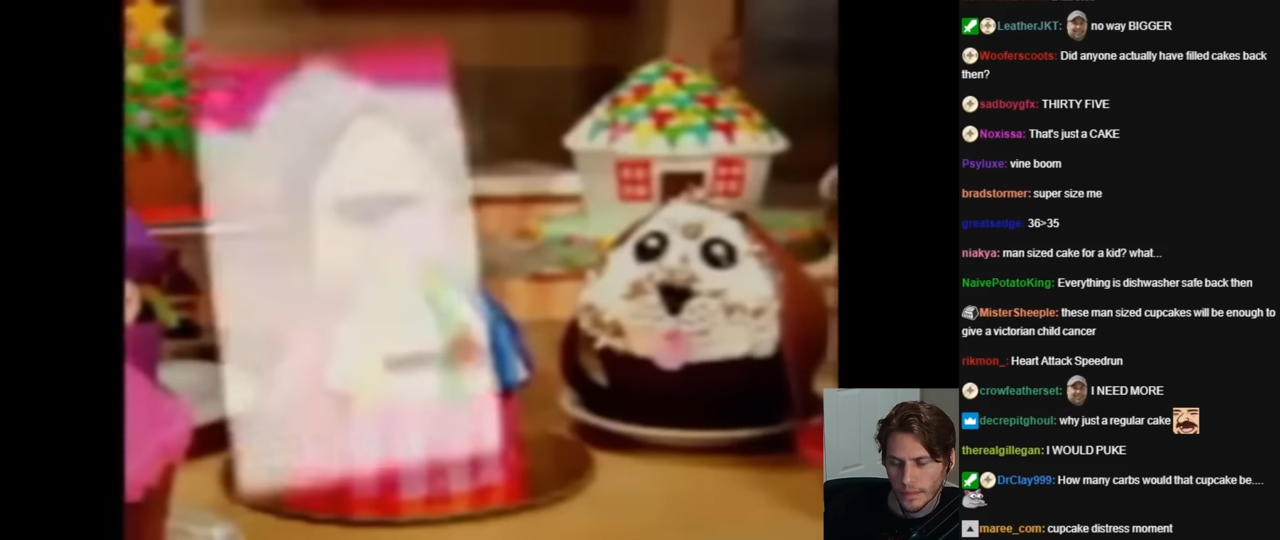 LeatherJKT: no way BIGGER
Wooferscoots: Did anyone actually have filled cakes back
then?
sadboygfx: THIRTY FIVE
Noxissa: That's just a CAKE
Psyluxe: vine boom
bradstormer: super size me
greatsadge: 36>35
niakya: man sized cake for a kid? what...
NaivePotatoKing: Everything is dishwasher safe back then
MisterSheeple: these man sized cupcakes will be enough to
give a victorian child cancer
rikmon_: Heart Attack Speedrun
crowfeatherset: I NEED MORE
decrepitghoul: why just a regular cake
therealgillegan: I WOULD PUKE
DrClay999: How many carbs would that cupcake be....
maree_com: cupcake distress moment